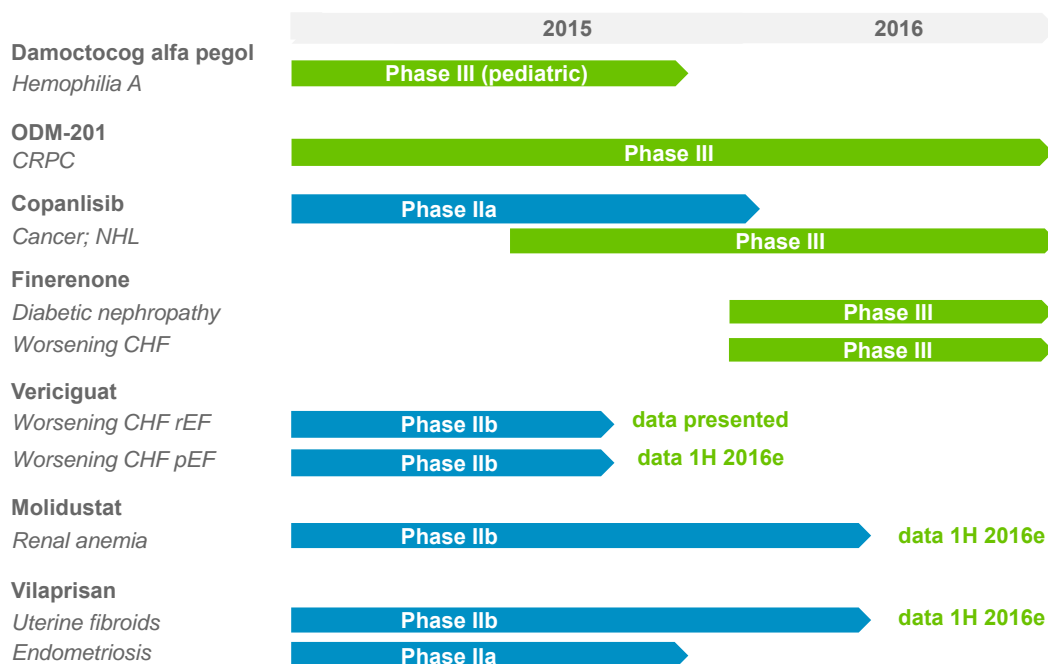 2015 2016
Damoctocog alfa pegol
Hemophilia A
Phase III (pediatric)
ODM-201
CRPC
Phase III
Copanlisib
Phase IIa
Cancer; NHL
Phase III
Finerenone
Diabetic nephropathy
Phase III
Worsening CHF
Phase III
Vericiguat
Worsening CHF rEF
Phase IIb
data presented
Worsening CHF pEF
Phase IIb
data 1H 2016e
Molidustat
Renal anemia
Phase IIb
data 1H 2016e
Vilaprisan
Uterine fibroids
Phase IIb
data 1H 2016e
Endometriosis
Phase IIa